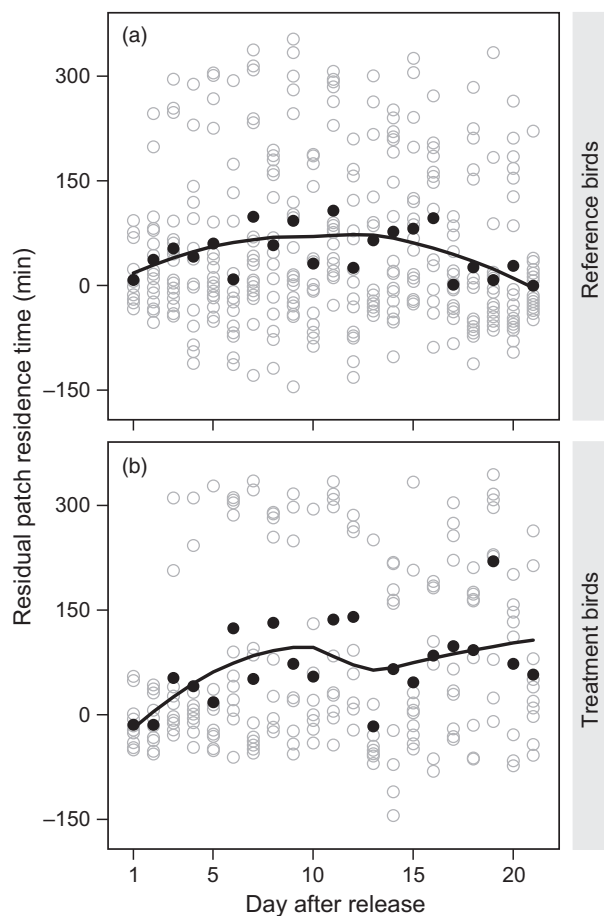 (a)
300
150
0
−150
Reference birds
(b)
300
150
0
−150
Treatment birds
Residual patch residence time (min)
1 5 10 15 20
Day after release